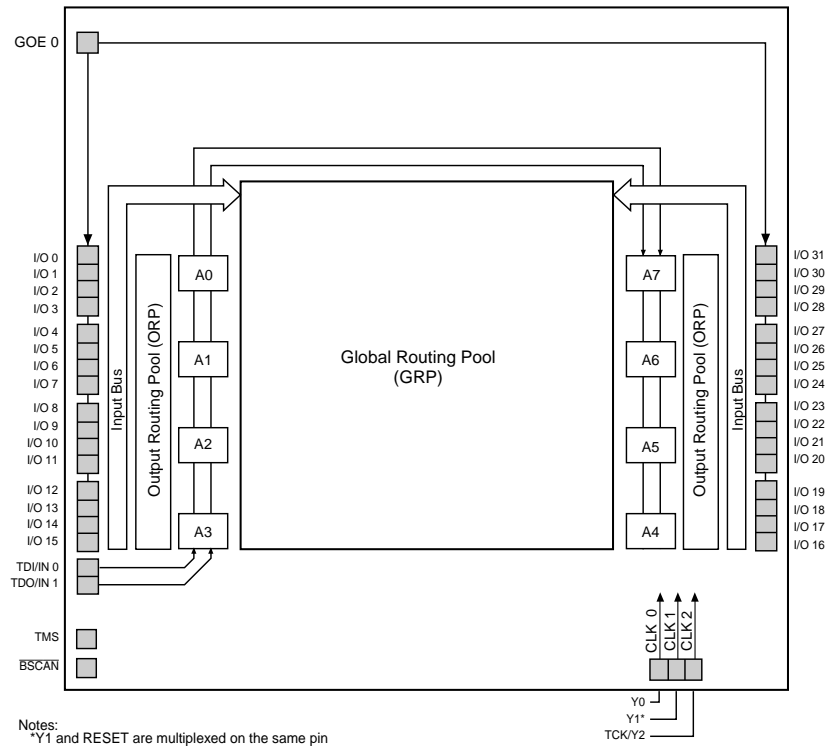 GOE 0
I/O 0
I/O 1
I/O 2
I/O 3
I/O 4
I/O 5
I/O 6
I/O 7
I/O 8
I/O 9
I/O 10
I/O 11
I/O 12
I/O 13
I/O 14
I/O 15
TDI/IN 0
TDO/IN 1
TMS
BSCAN
Input Bus
Output Routing Pool (ORP)
A0
A1
A2
A3
Global Routing Pool
(GRP)
A7
A6
A5
A4
Output Routing Pool (ORP)
Input Bus
I/O 31
I/O 30
I/O 29
I/O 28
I/O 27
I/O 26
I/O 25
I/O 24
I/O 23
I/O 22
I/O 21
I/O 20
I/O 19
I/O 18
I/O 17
I/O 16
CLK 0
CLK 1
CLK 2
Y0
Y1*
TCK/Y2
Notes:
*Y1 and RESET are multiplexed on the same pin